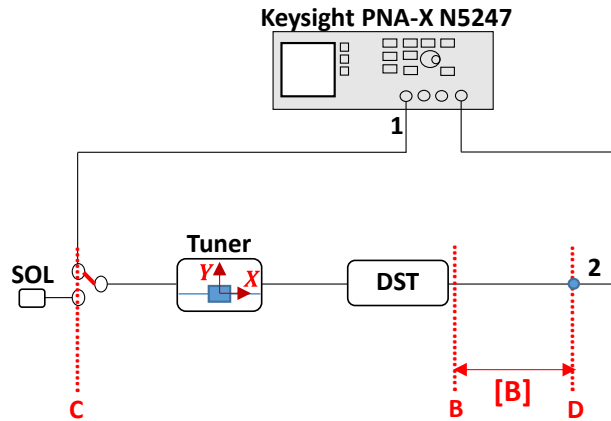 Keysight PNA-X N5247
1
Tuner
SOL
Y
X
DST
2
[B]
C
B
D